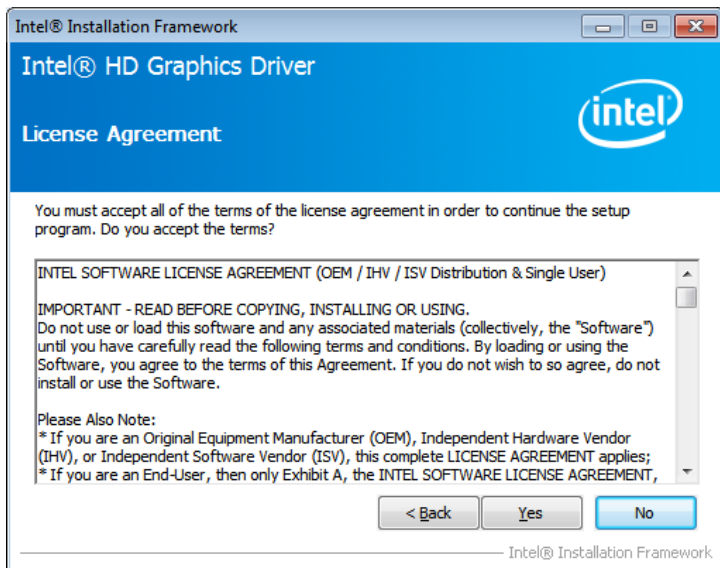 Intel® Installation Framework
Intel® HD Graphics Driver
intel
License Agreement
You must accept all of the terms of the license agreement in order to continue the setup
program. Do you accept the terms?
INTEL SOFTWARE LICENSE AGREEMENT (OEM / IHV / ISV Distribution & Single User)
IMPORTANT - READ BEFORE COPYING, INSTALLING OR USING.
Do not use or load this software and any associated materials (collectively, the "Software")
until you have carefully read the following terms and conditions. By loading or using the
Software, you agree to the terms of this Agreement. If you do not wish to so agree, do not
install or use the Software.
Please Also Note:
* If you are an Original Equipment Manufacturer (OEM), Independent Hardware Vendor
(IHV), or Independent Software Vendor (ISV), this complete LICENSE AGREEMENT applies;
* If you are an End-User, then only Exhibit A, the INTEL SOFTWARE LICENSE AGREEMENT,
< Back
Yes
No
Intel® Installation Framework